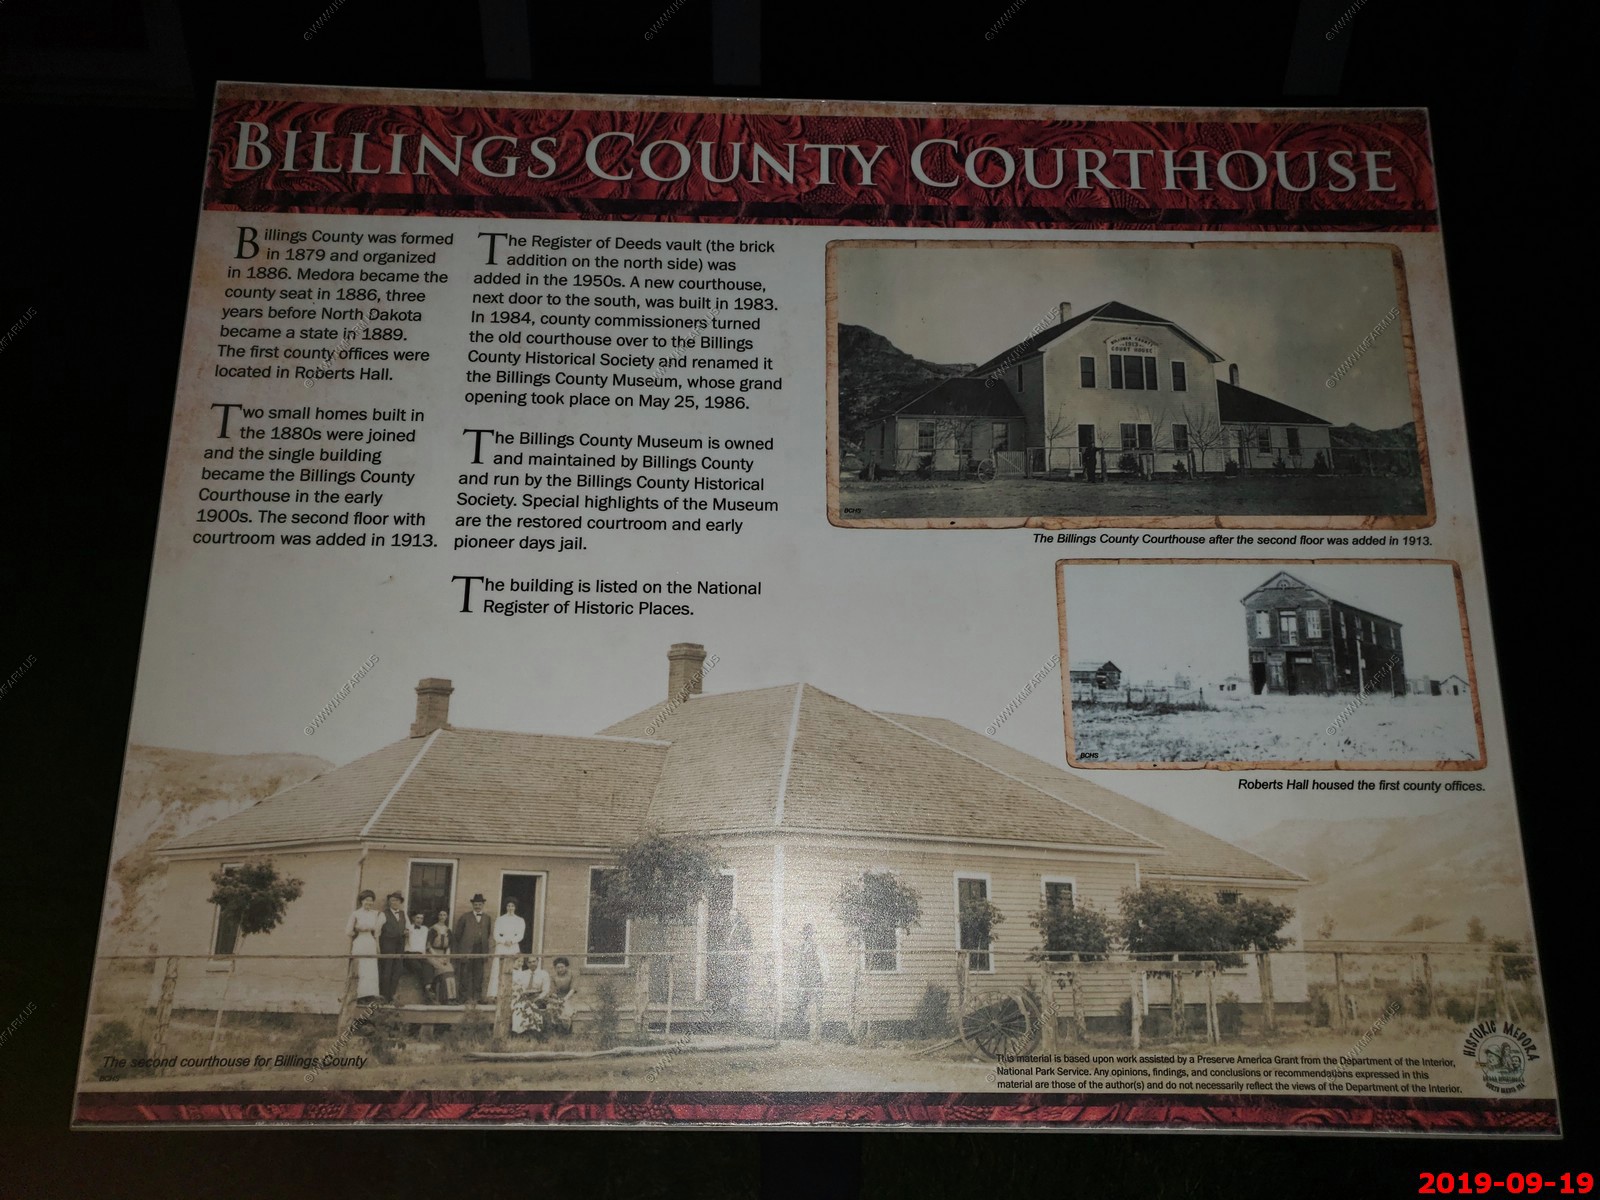 BILLINGS COUNTY COURTHOUSE
Billings County was formed
in 1879 and organized
in 1886. Medora became the
county seat in 1886, three
years before North Dakota
became a state in 1889.
The first county offices were
located in Roberts Hall.
Two small homes built in
the 1880s were joined
and the single building
became the Billings County
Courthouse in the early
1900s. The second floor with
courtroom was added in 1913.
The Register of Deeds vault (the brick
addition on the north side) was
added in the 1950s. A new courthouse,
next door to the south, was built in 1983.
In 1984, county commissioners turned
the old courthouse over to the Billings
County Historical Society and renamed it
the Billings County Museum, whose grand
opening took place on May 25, 1986.
The Billings County Museum is owned
and maintained by Billings County
and run by the Billings County Historical
Society. Special highlights of the Museum
are the restored courtroom and early
pioneer days jail.
The building is listed on the National
Register of Historic Places.
BILLINGS COUNTY
1913
COURT HOUSE
BCHS
The Billings County Courthouse after the second floor was added in 1913.
BCHS
Roberts Hall housed the first county offices.
The second courthouse for Billings County
BCHS
This material is based upon work assisted by a Preserve America Grant from the Department of the Interior,
National Park Service. Any opinions, findings, and conclusions or recommendations expressed in this
material are those of the author(s) and do not necessarily reflect the views of the Department of the Interior.
HISTORIC MEDORA
©WWW.KMFARM.US
2019-09-19